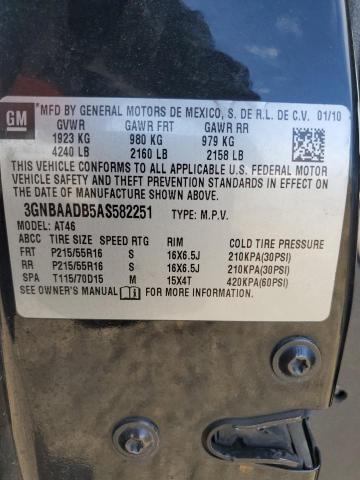 GM
*MFD BY GENERAL MOTORS DE MEXICO, S. DE R.L. DE C.V. 01/10
GVWR GAWR FRT GAWR RR
1923 KG 980 KG 979 KG
4240 LB 2160 LB 2158 LB
THIS VEHICLE CONFORMS TO ALL APPLICABLE U.S. FEDERAL MOTOR
VEHICLE SAFETY AND THEFT PREVENTION STANDARDS IN EFFECT ON
THE DATE OF MANUFACTURE SHOWN ABOVE.
3GNBAADB5AS582251 TYPE: M.P.V.
MODEL: AT46
ABCC TIRE SIZE SPEED RTG RIM COLD TIRE PRESSURE
FRT P215/55R16 S 16X6.5J 210KPA(30PSI)
RR P215/55R16 S 16X6.5J 210KPA(30PSI)
SPA T115/70D15 M 15X4T 420KPA(60PSI)
SEE OWNER'S MANUAL FOR MORE INFORMATION.